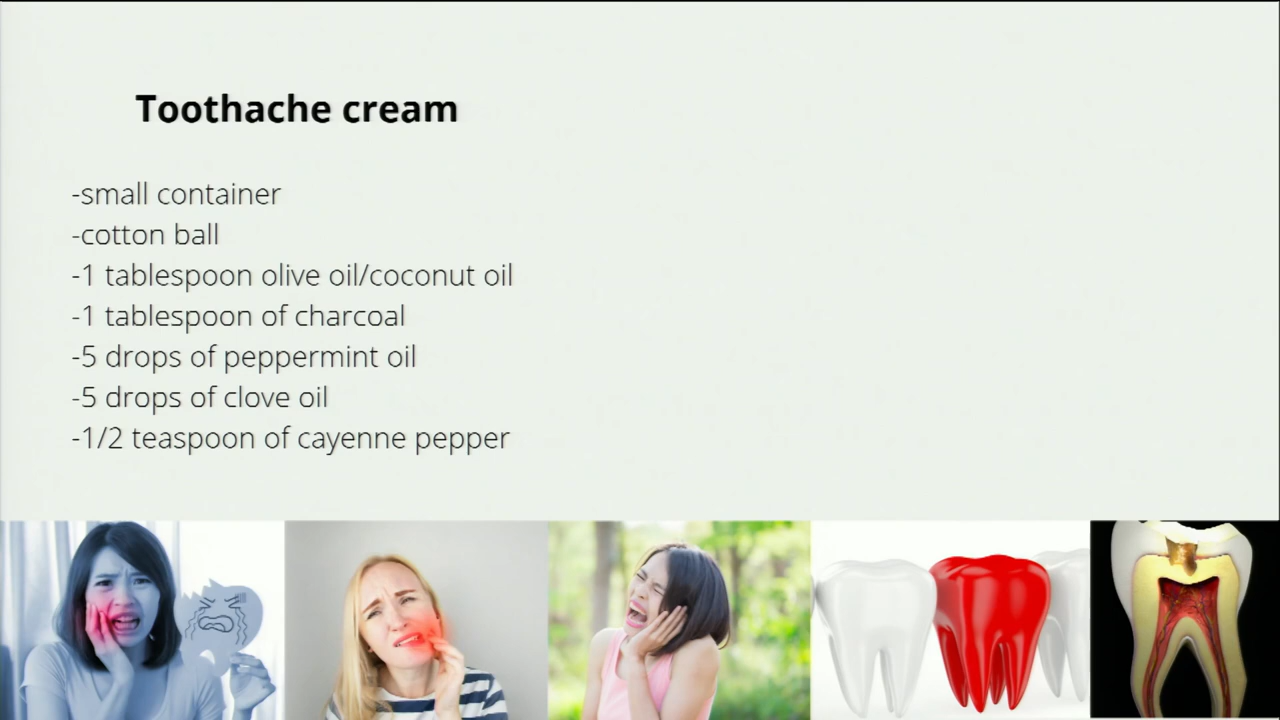 Toothache cream
-small container
-cotton ball
-1 tablespoon olive oil/coconut oil
-1 tablespoon of charcoal
-5 drops of peppermint oil
-5 drops of clove oil
-1/2 teaspoon of cayenne pepper